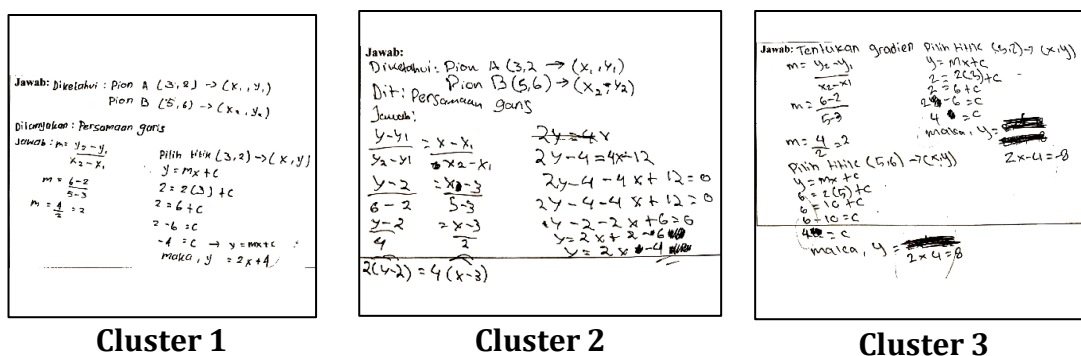 Jawab: Diketahui : Pion A (3,2) → (x₁, y₁)
Pion B (5,6) → (x₂, y₂)
Ditanyakan : Persamaan garis
Jawab : m = y₂ - y₁
x₂ - x₁
m = 6-2
5-3
m = 4/2 = 2
Pilih titik (3,2) → (x, y)
y = mx + c
2 = 2(3) + c
2 = 6 + c
2 - 6 = c
-4 = c → y = mx + c
maka, y = 2x + 4
Cluster 1
Jawab:
Diketahui : Pion A (3,2 → (x₁, y₁)
Pion B (5,6) → (x₂, y₂)
Dit : Persamaan garis
Jawab :
y-y₁ = x-x₁
y₂-y₁ x₂-x₁
y-2 = x-3
6-2 5-3
y-2 = x-3
4 2
2(y-2) = 4(x-3)
2y = 4x
2y-4 = 4x-12
2y-4-4x+12=0
2y-4-4x+12=0
y-2-2x+6=0
y=2x+2-6
y=2x-4
Cluster 2
Jawab: Tentukan gradien
m = y₂-y₁
x₂-x₁
m = 6-2
5-3
m = 4/2 = 2
Pilih titik (5,6) → (x,y)
y = mx + c
6 = 2(5) + c
6 = 10 + c
6 - 10 = c
4 = c
maka, y =
2x4=8
Pilih titik (3,2) → (x,y)
y = mx + c
2 = 2(3) + c
2 = 6 + c
2 - 6 = c
4 = c
maka, y =
2x-4=-8
Cluster 3